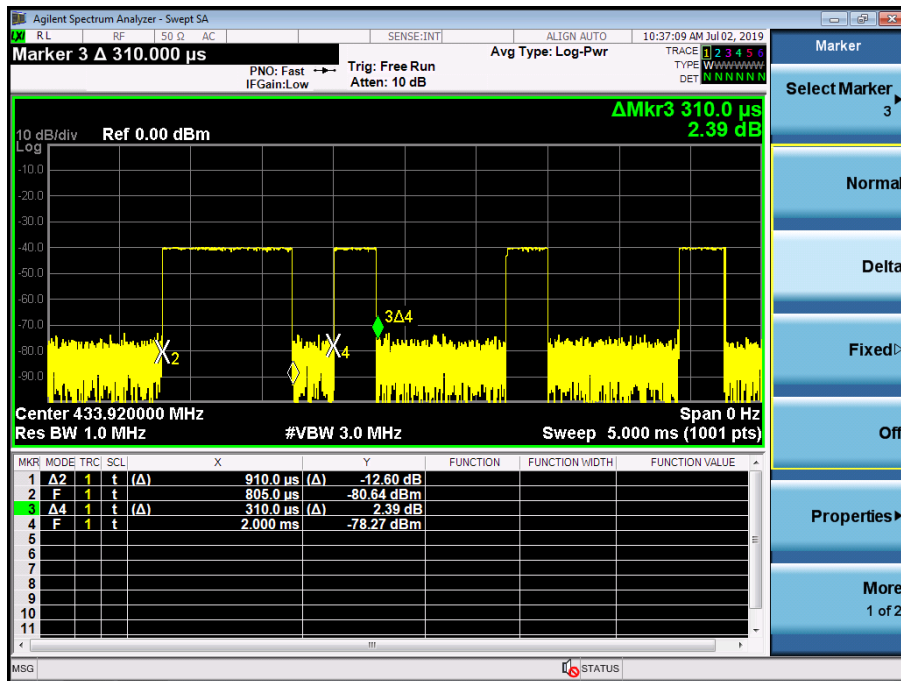 Agilent Spectrum Analyzer - Swept SA
LXI RL RF 50 Ω AC SENSE:INT ALIGN AUTO 10:37:09 AM Jul 02, 2019
Marker 3 Δ 310.000 µs
PNO: Fast
IFGain:Low
Trig: Free Run
Atten: 10 dB
Avg Type: Log-Pwr
TRACE 1 2 3 4 5 6
TYPE WWWWWW
DET N N N N N N
ΔMkr3 310.0 µs
2.39 dB
10 dB/div Ref 0.00 dBm
Log
-10.0
-20.0
-30.0
-40.0
-50.0
-60.0
-70.0
-80.0
-90.0
2
4
3Δ4
Center 433.920000 MHz Span 0 Hz
Res BW 1.0 MHz #VBW 3.0 MHz Sweep 5.000 ms (1001 pts)
MKR MODE TRC SCL X Y FUNCTION FUNCTION WIDTH FUNCTION VALUE
1 Δ2 1 t (Δ) 910.0 µs (Δ) -12.60 dB
2 F 1 t 805.0 µs -80.64 dBm
3 Δ4 1 t (Δ) 310.0 µs (Δ) 2.39 dB
4 F 1 t 2.000 ms -78.27 dBm
5
6
7
8
9
10
11
MSG STATUS
Marker
Select Marker
3
Normal
Delta
Fixed
Off
Properties
More
1 of 2